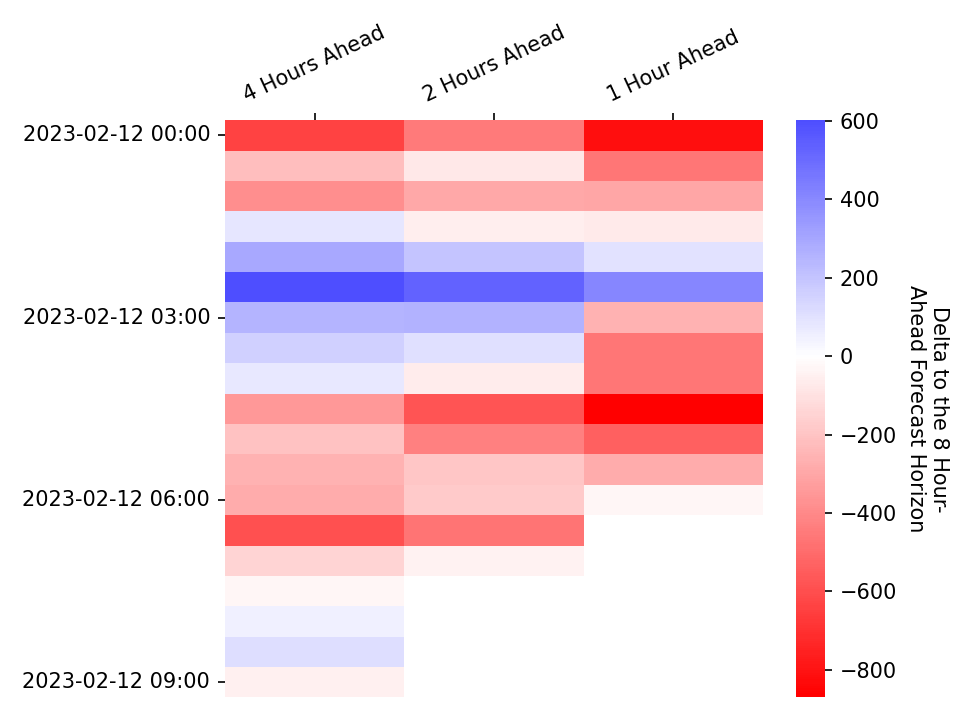 4 Hours Ahead
2 Hours Ahead
1 Hour Ahead
2023-02-12 00:00
2023-02-12 03:00
2023-02-12 06:00
2023-02-12 09:00
600
400
200
0
−200
−400
−600
−800
Delta to the 8 Hour-
Ahead Forecast Horizon